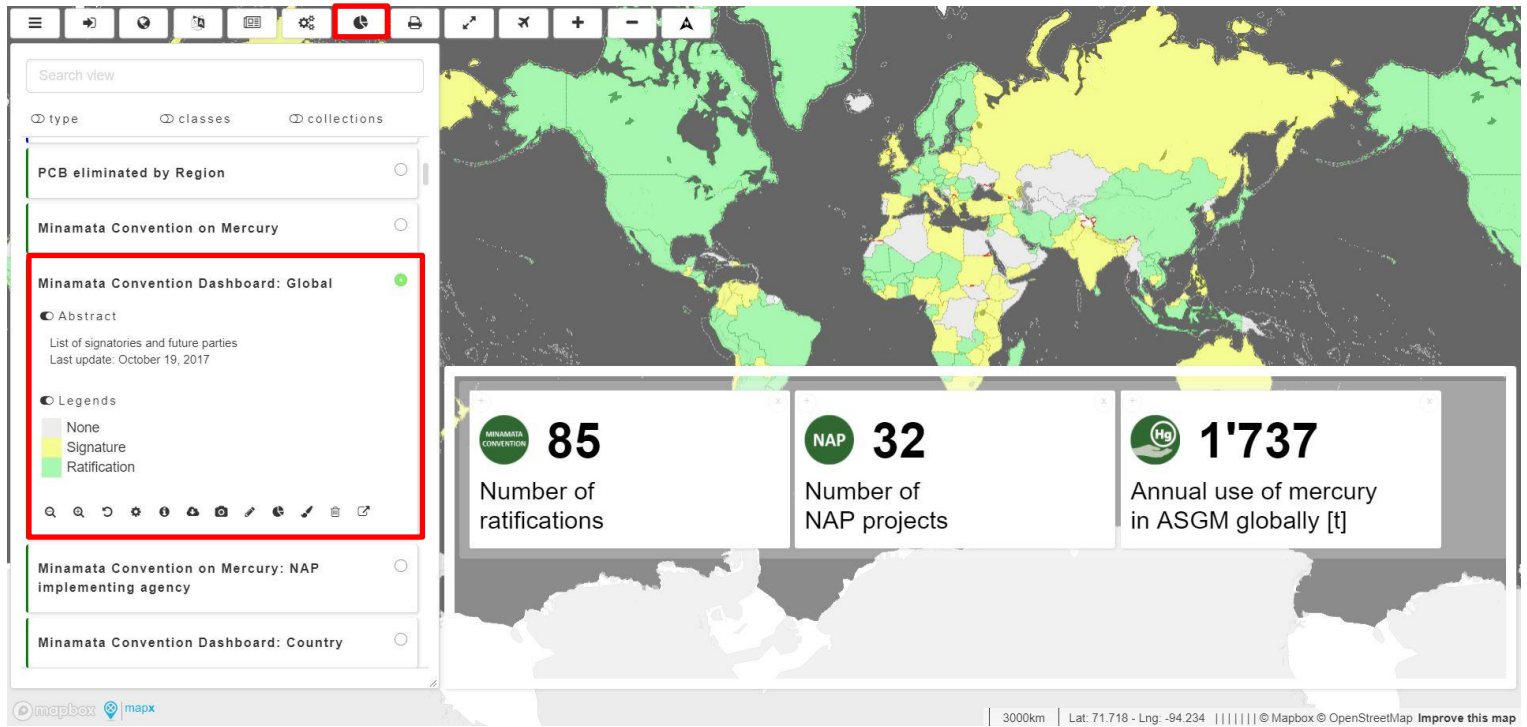 Search view
type
classes
collections
PCB eliminated by Region
Minamata Convention on Mercury
Minamata Convention Dashboard: Global
Abstract
List of signatories and future parties
Last update: October 19, 2017
Legends
None
Signature
Ratification
Minamata Convention on Mercury: NAP
implementing agency
Minamata Convention Dashboard: Country
MINAMATA
CONVENTION
85
Number of
ratifications
NAP
32
Number of
NAP projects
Hg
1'737
Annual use of mercury
in ASGM globally [t]
mapbox
mapx
3000km
Lat: 71.718 - Lng: -94.234 | | | | | | | © Mapbox © OpenStreetMap Improve this map